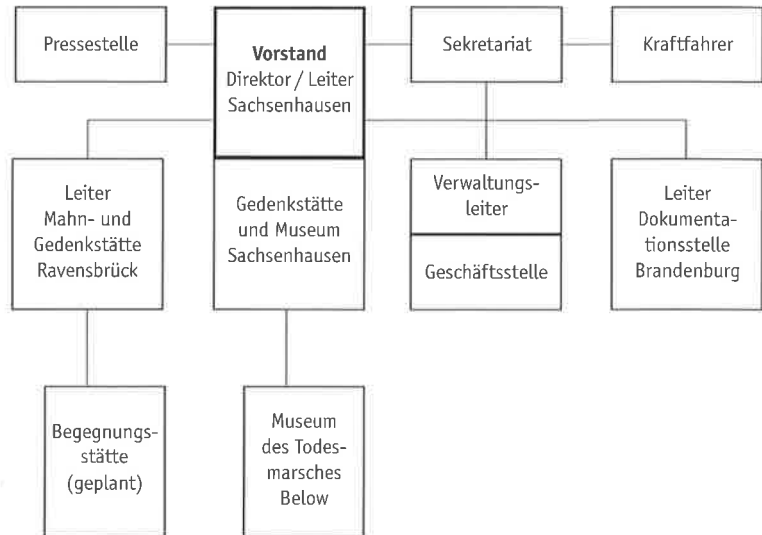 Pressestelle
Vorstand
Direktor / Leiter
Sachsenhausen
Sekretariat
Kraftfahrer
Leiter
Mahn- und
Gedenkstätte
Ravensbrück
Gedenkstätte
und Museum
Sachsenhausen
Verwaltungs-
leiter
Geschäftsstelle
Leiter
Dokumenta-
tionsstelle
Brandenburg
Begegnungs-
stätte
(geplant)
Museum
des Todes-
marsches
Below